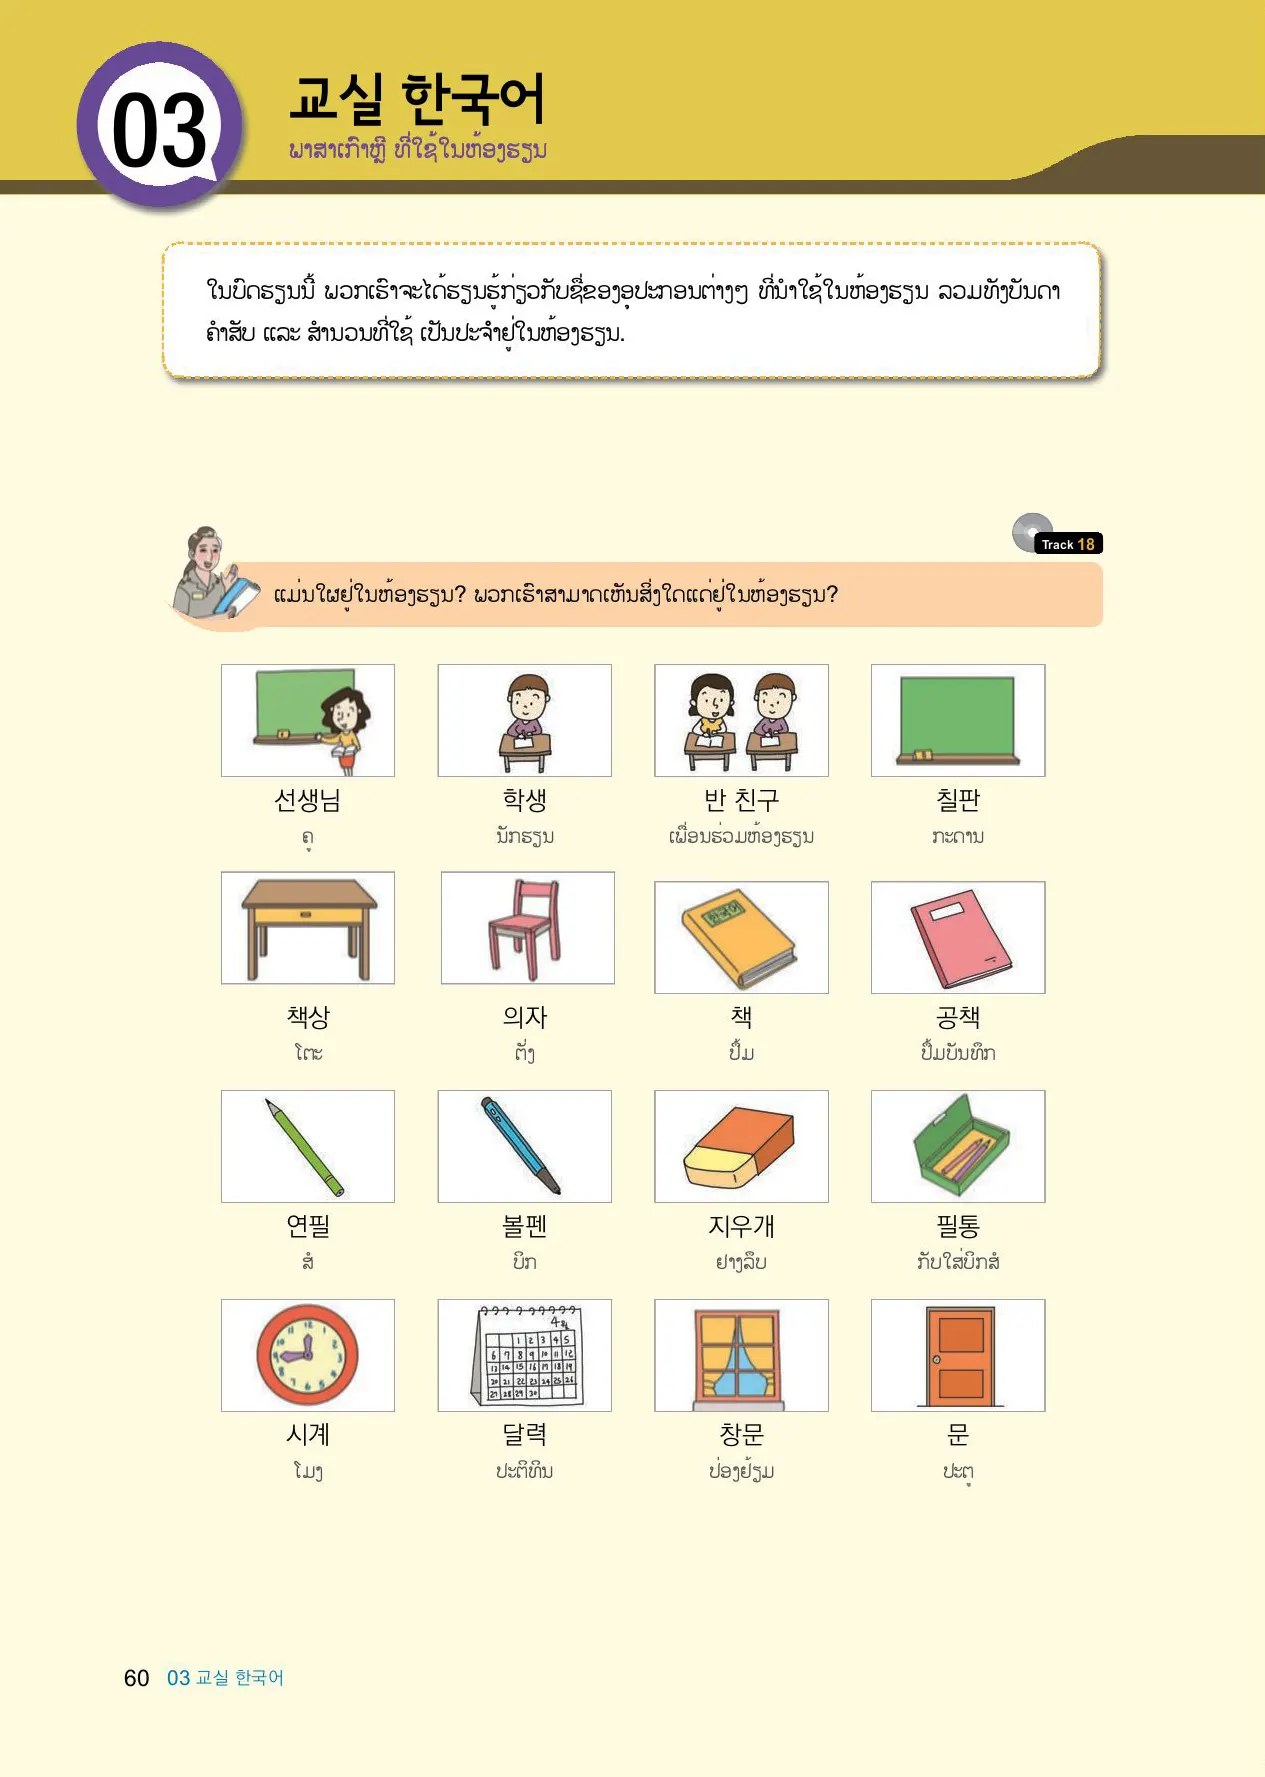 03
교실 한국어
ພາສາເກົາຫຼີ ທີ່ໃຊ້ໃນຫ້ອງຮຽນ
ໃນບົດຮຽນນີ້ ພວກເຮົາຈະໄດ້ຮຽນຮູ້ກ່ຽວກັບຊື່ຂອງອຸປະກອນຕ່າງໆ ທີ່ນຳໃຊ້ໃນຫ້ອງຮຽນ ລວມທັງບັນດາ
ຄຳສັບ ແລະ ສຳນວນທີ່ໃຊ້ ເປັນປະຈຳຢູ່ໃນຫ້ອງຮຽນ.
Track 18
ແມ່ນໃຜຢູ່ໃນຫ້ອງຮຽນ? ພວກເຮົາສາມາດເຫັນສິ່ງໃດແດ່ຢູ່ໃນຫ້ອງຮຽນ?
선생님 학생 반 친구 칠판
ຄູ ນັກຮຽນ ເພື່ອນຮ່ວມຫ້ອງຮຽນ ກະດານ
한국어
책상 의자 책 공책
ໂຕະ ຕັ່ງ ປຶ້ມ ປຶ້ມບັນທຶກ
연필 볼펜 지우개 필통
ສໍ ບິກ ຢາງລຶບ ກັບໃສ່ບິກສໍ
시계 달력 창문 문
ໂມງ ປະຕິທິນ ປ່ອງຢ້ຽມ ປະຕູ
60 03 교실 한국어